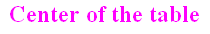 Center of the table